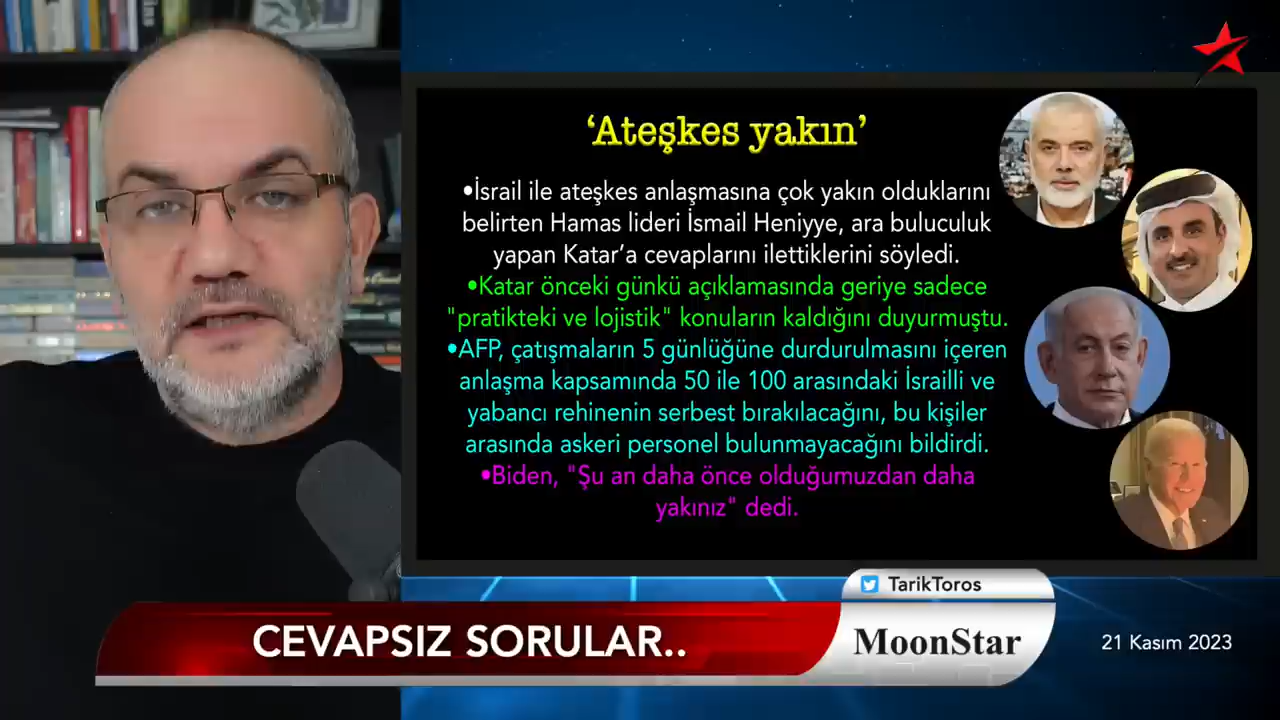 ‘Ateşkes yakın’
•İsrail ile ateşkes anlaşmasına çok yakın olduklarını
belirten Hamas lideri İsmail Heniyye, ara buluculuk
yapan Katar’a cevaplarını ilettiklerini söyledi.
•Katar önceki günkü açıklamasında geriye sadece
"pratikteki ve lojistik" konuların kaldığını duyurmuştu.
•AFP, çatışmaların 5 günlüğüne durdurulmasını içeren
anlaşma kapsamında 50 ile 100 arasındaki İsrailli ve
yabancı rehinenin serbest bırakılacağını, bu kişiler
arasında askeri personel bulunmayacağını bildirdi.
•Biden, "Şu an daha önce olduğumuzdan daha
yakınız" dedi.
TarikToros
CEVAPSIZ SORULAR..
MoonStar
21 Kasım 2023